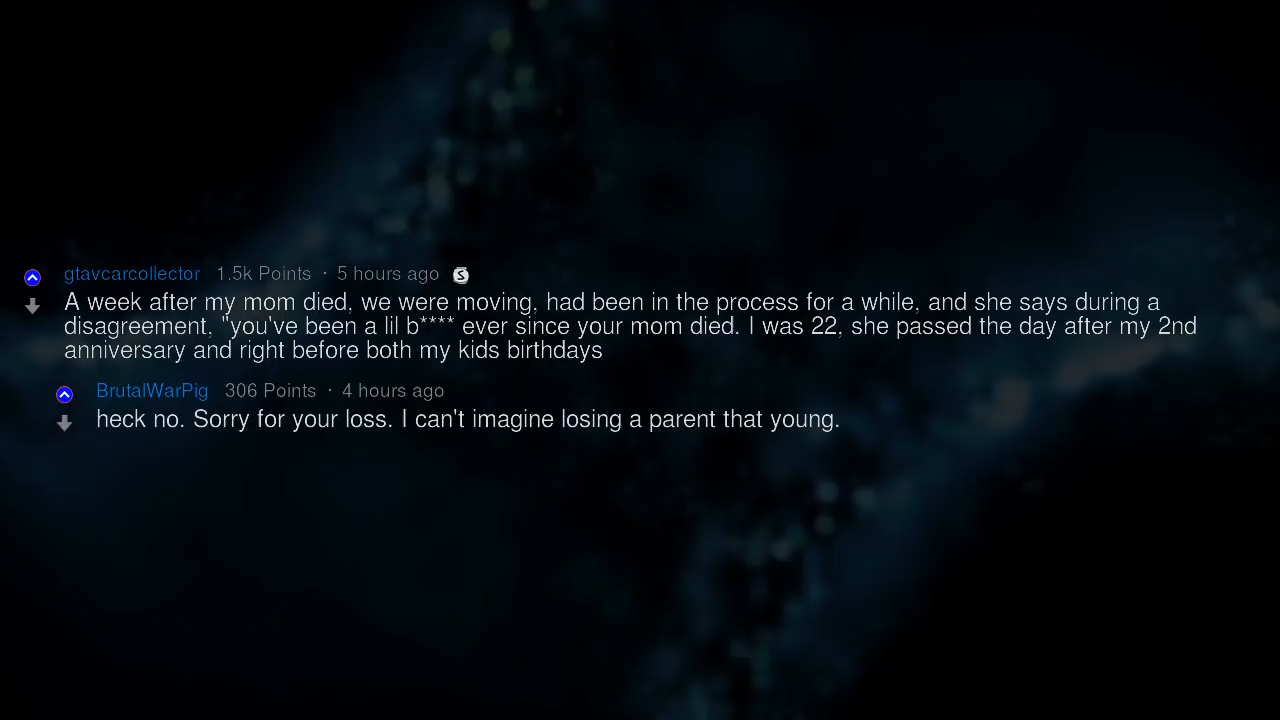 gtavcarcollector 1.5k Points · 5 hours ago S
A week after my mom died, we were moving, had been in the process for a while, and she says during a
disagreement, "you've been a lil b**** ever since your mom died. I was 22, she passed the day after my 2nd
anniversary and right before both my kids birthdays
BrutalWarPig 306 Points · 4 hours ago
heck no. Sorry for your loss. I can't imagine losing a parent that young.